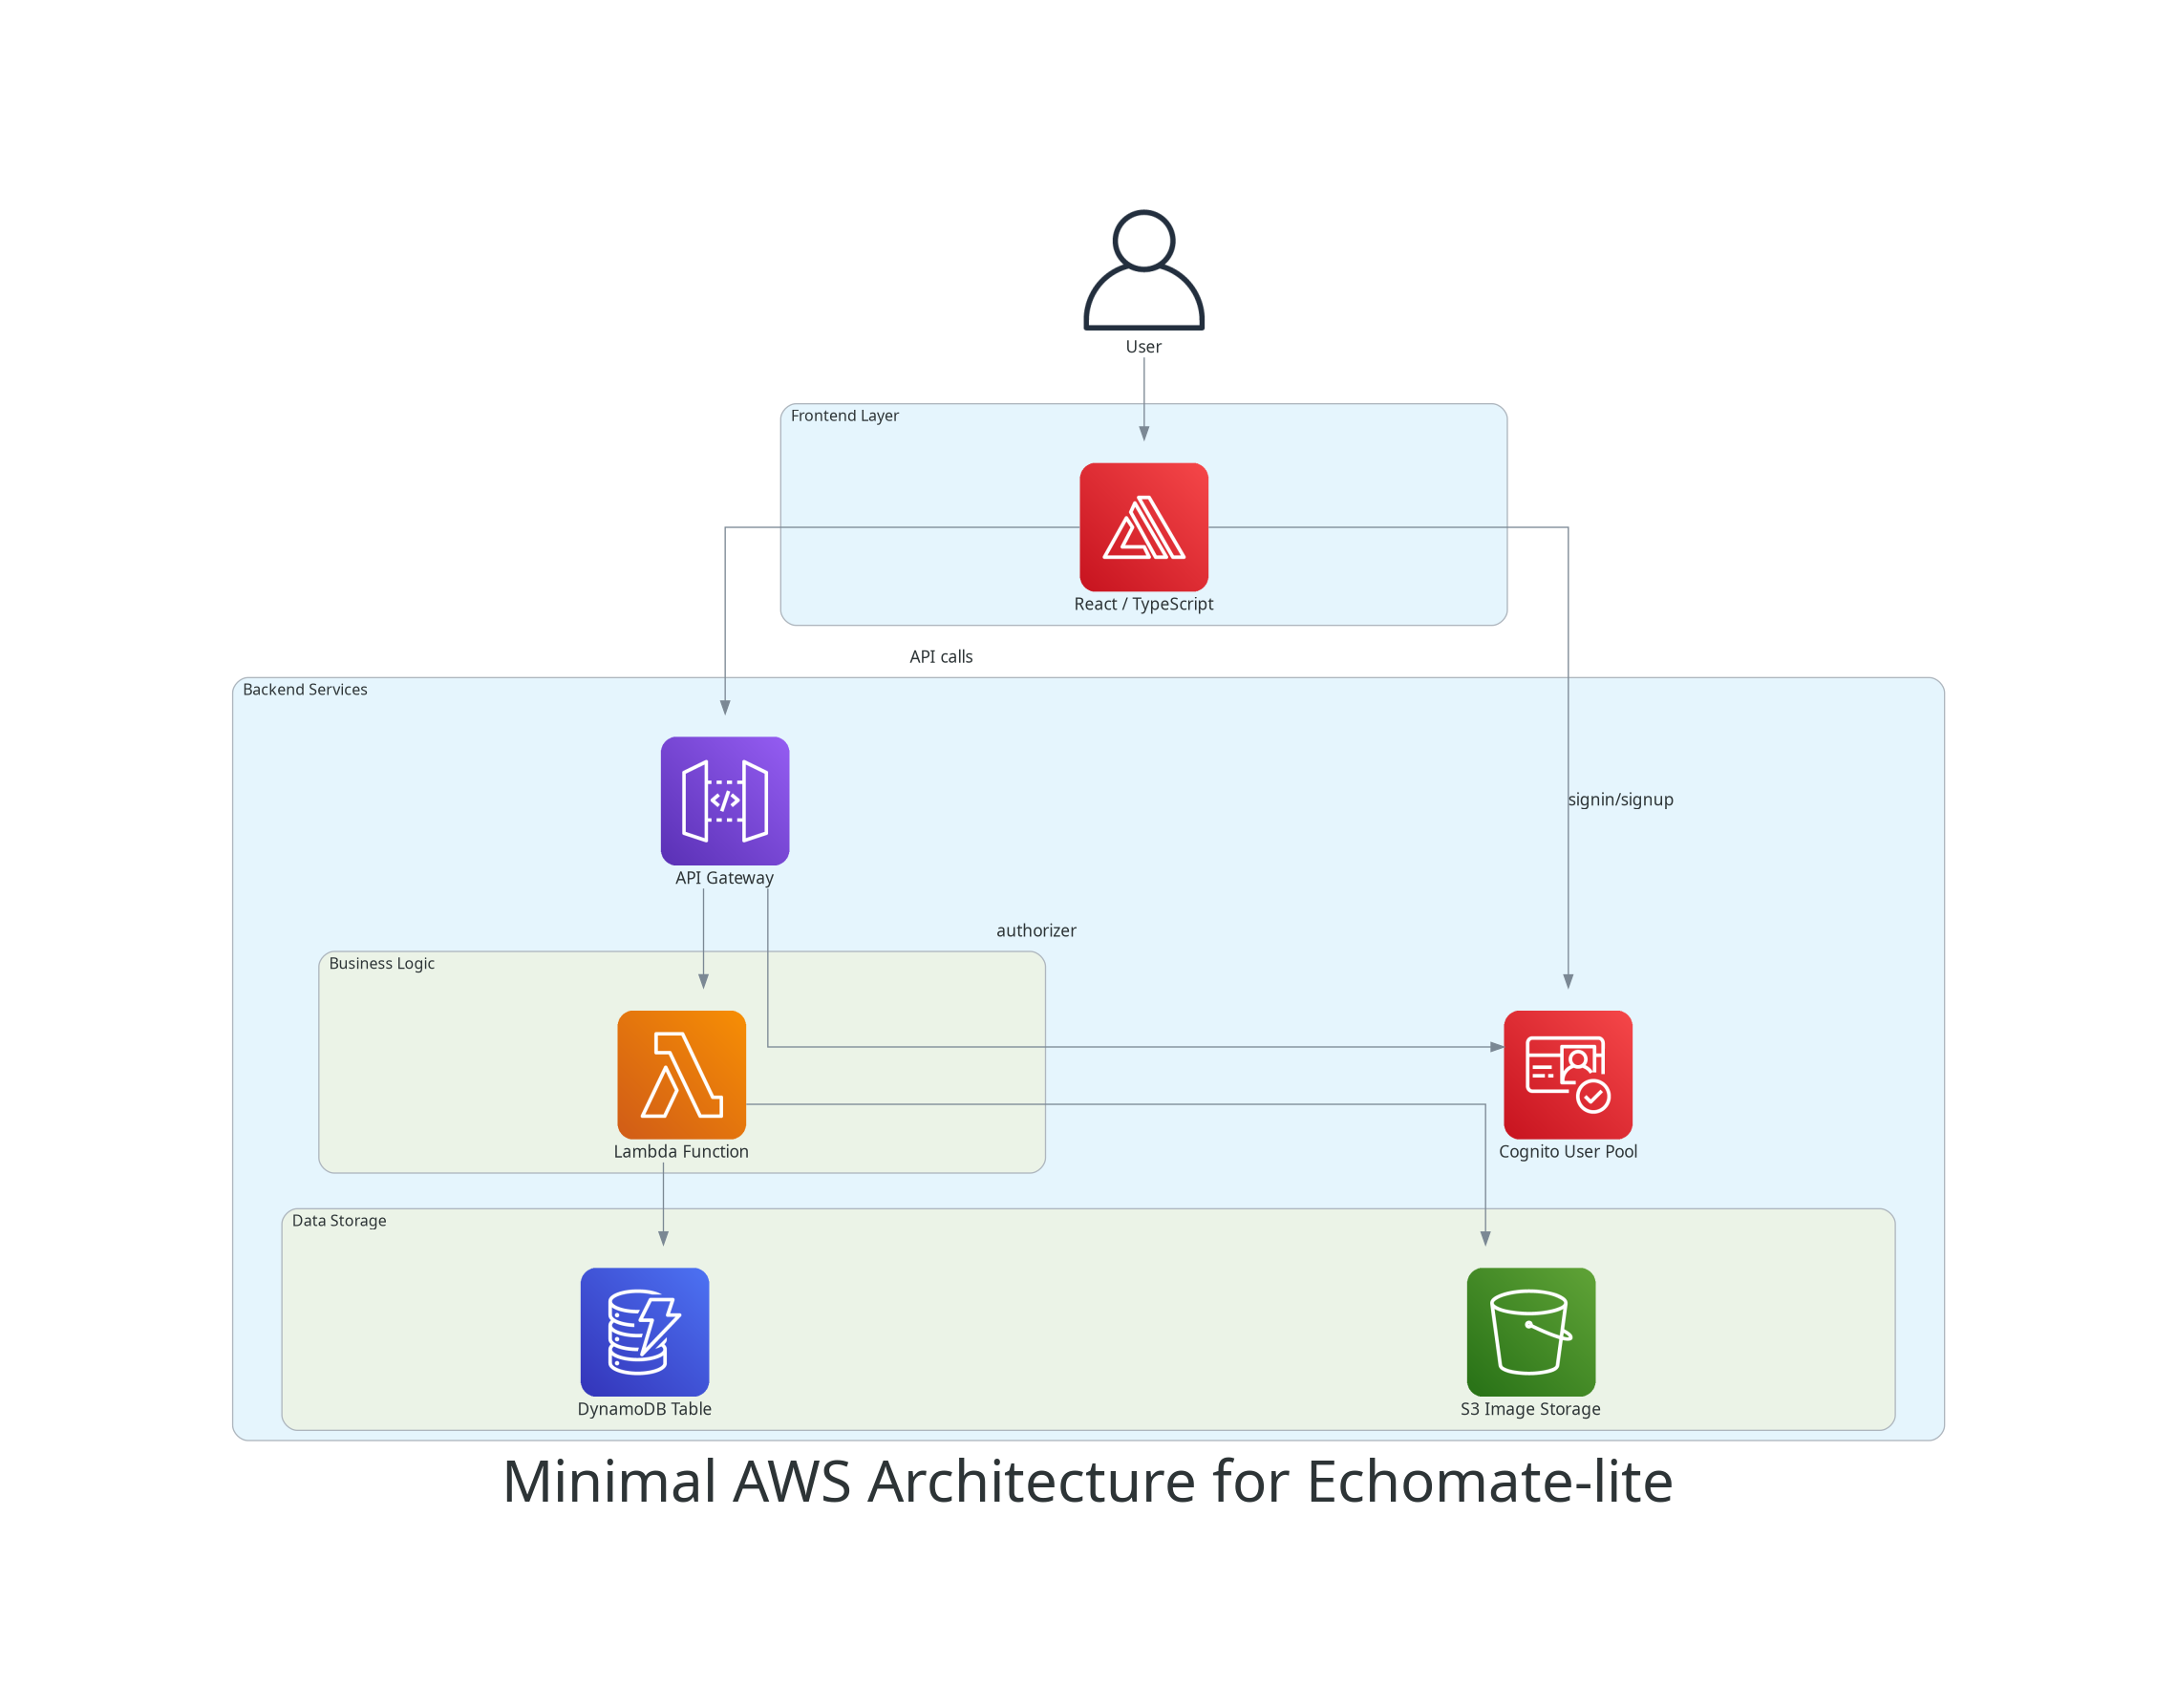 User
Frontend Layer
React / TypeScript
API calls
Backend Services
signin/signup
API Gateway
authorizer
Business Logic
Lambda Function
Cognito User Pool
Data Storage
DynamoDB Table
S3 Image Storage
Minimal AWS Architecture for Echomate-lite